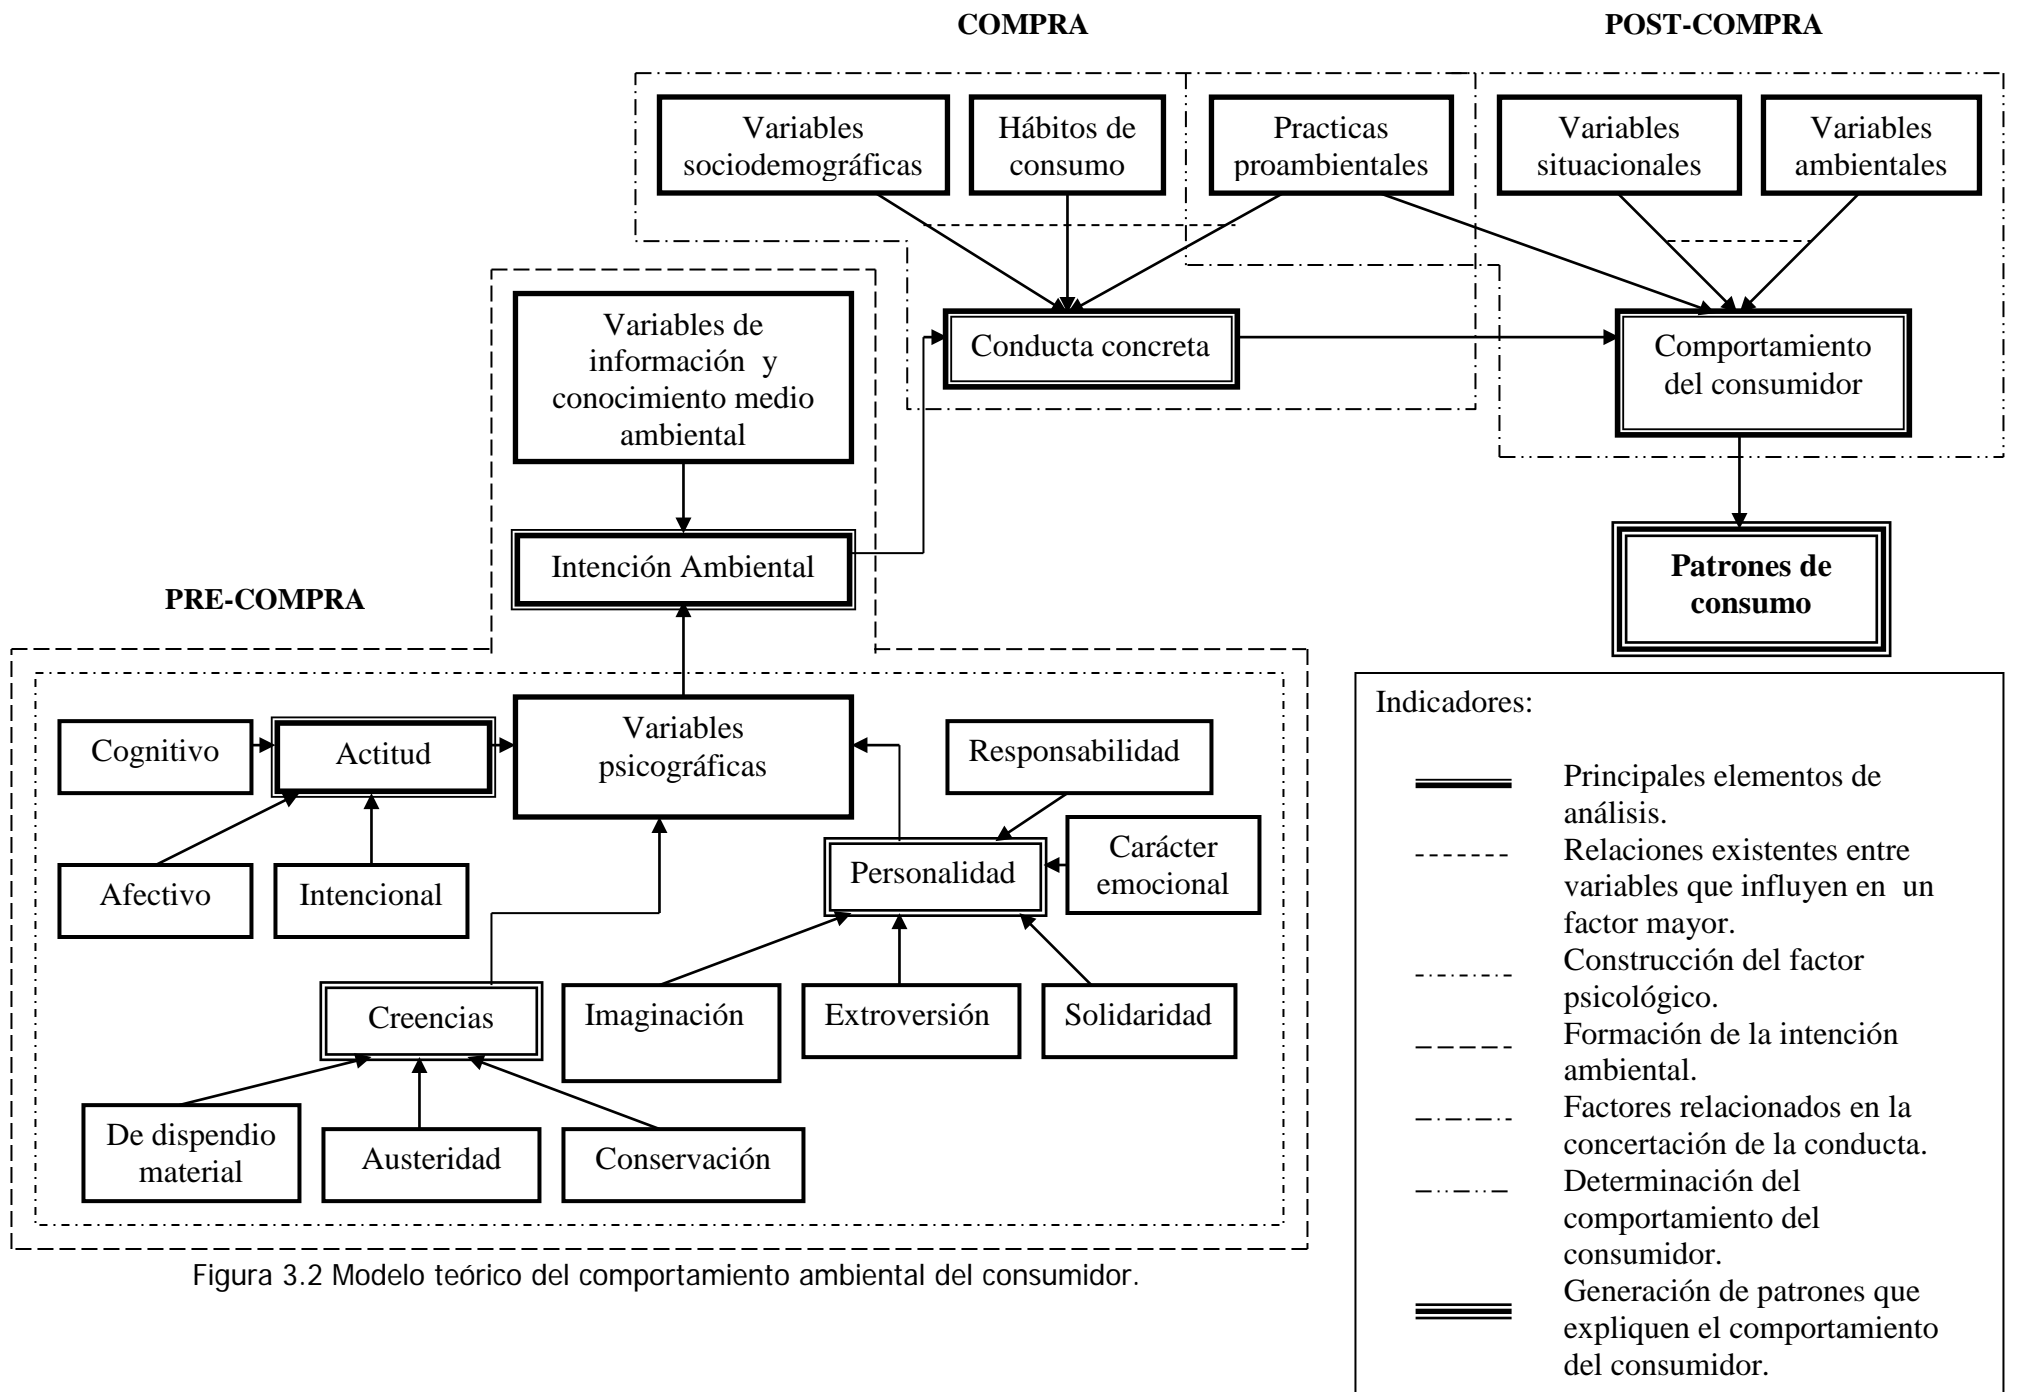 COMPRA
POST-COMPRA
Variables
sociodemográficas
Hábitos de
consumo
Practicas
proambientales
Variables
situacionales
Variables
ambientales
Variables de
información y
conocimiento medio
ambiental
Conducta concreta
Comportamiento
del consumidor
Intención Ambiental
Patrones de
consumo
PRE-COMPRA
Cognitivo
Actitud
Variables
psicográficas
Responsabilidad
Afectivo
Intencional
Personalidad
Carácter
emocional
Creencias
Imaginación
Extroversión
Solidaridad
De dispendio
material
Austeridad
Conservación
Indicadores:
Principales elementos de
análisis.
Relaciones existentes entre
variables que influyen en un
factor mayor.
Construcción del factor
psicológico.
Formación de la intención
ambiental.
Factores relacionados en la
concertación de la conducta.
Determinación del
comportamiento del
consumidor.
Generación de patrones que
expliquen el comportamiento
del consumidor.
Figura 3.2 Modelo teórico del comportamiento ambiental del consumidor.